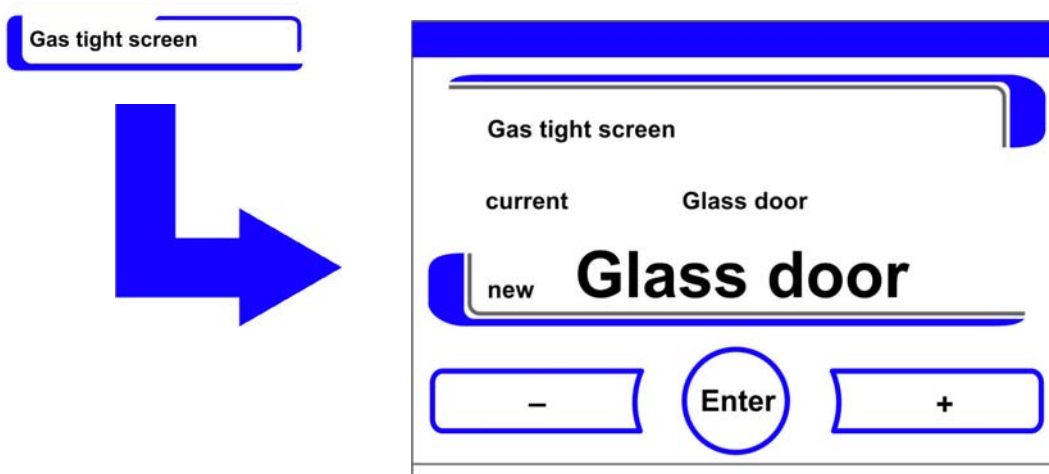 Gas tight screen
Gas tight screen
current Glass door
new Glass door
– Enter +